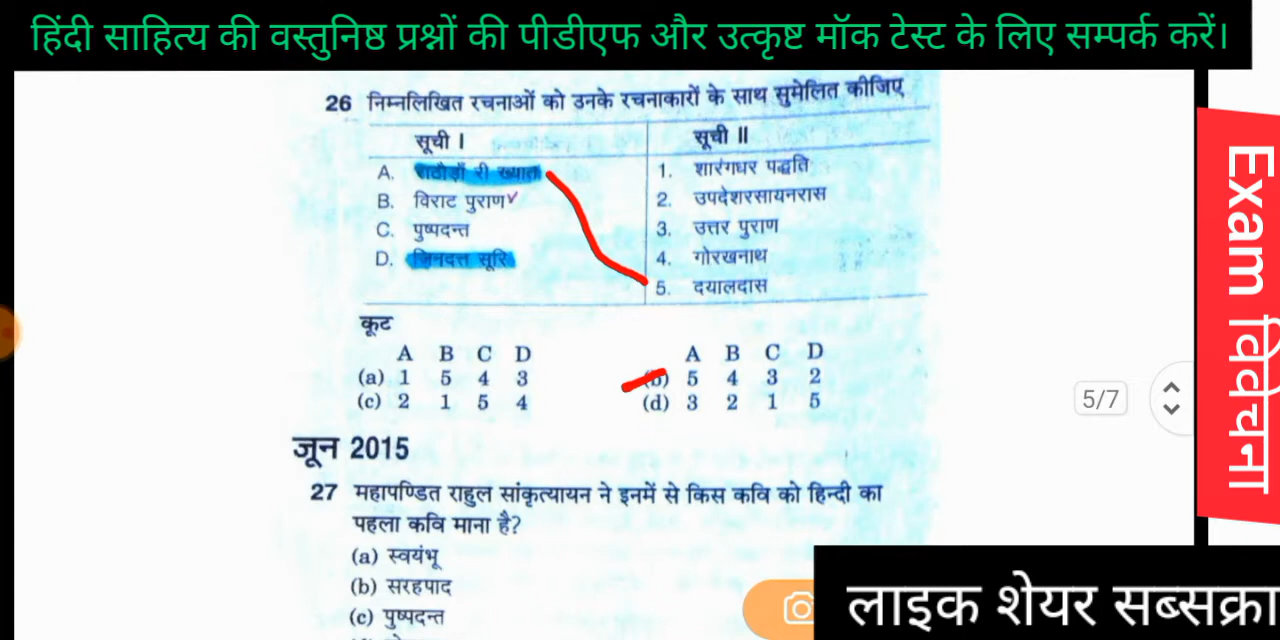 हिंदी साहित्य की वस्तुनिष्ठ प्रश्नों की पीडीएफ और उत्कृष्ट मॉक टेस्ट के लिए सम्पर्क करें।
26 निम्नलिखित रचनाओं को उनके रचनाकारों के साथ सुमेलित कीजिए
सूची I सूची II
A. राठौड़ाँ री ख्यात 1. शारंगधर पद्धति
B. विराट पुराण 2. उपदेशरसायनरास
C. पुष्पदन्त 3. उत्तर पुराण
D. जिनदत्त सूरि 4. गोरखनाथ
5. दयालदास
कूट
A B C D A B C D
(a) 1 5 4 3 (b) 5 4 3 2
(c) 2 1 5 4 (d) 3 2 1 5
5/7
जून 2015
27 महापण्डित राहुल सांकृत्यायन ने इनमें से किस कवि को हिन्दी का
पहला कवि माना है?
(a) स्वयंभू
(b) सरहपाद
(c) पुष्पदन्त
Exam विवेचना
लाइक शेयर सब्सक्रा